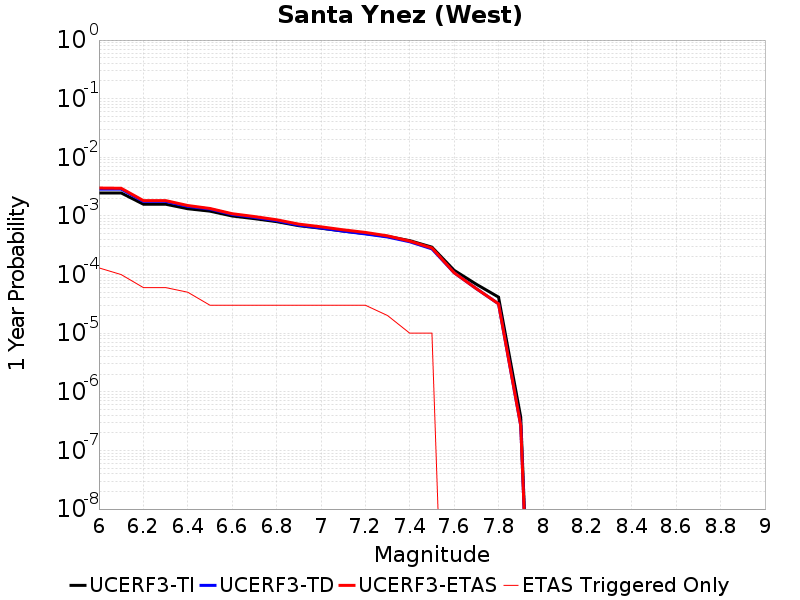 Santa Ynez (West)
1 Year Probability
10^0
10^-1
10^-2
10^-3
10^-4
10^-5
10^-6
10^-7
10^-8
6 6.2 6.4 6.6 6.8 7 7.2 7.4 7.6 7.8 8 8.2 8.4 8.6 8.8 9
Magnitude
UCERF3-TI UCERF3-TD UCERF3-ETAS ETAS Triggered Only